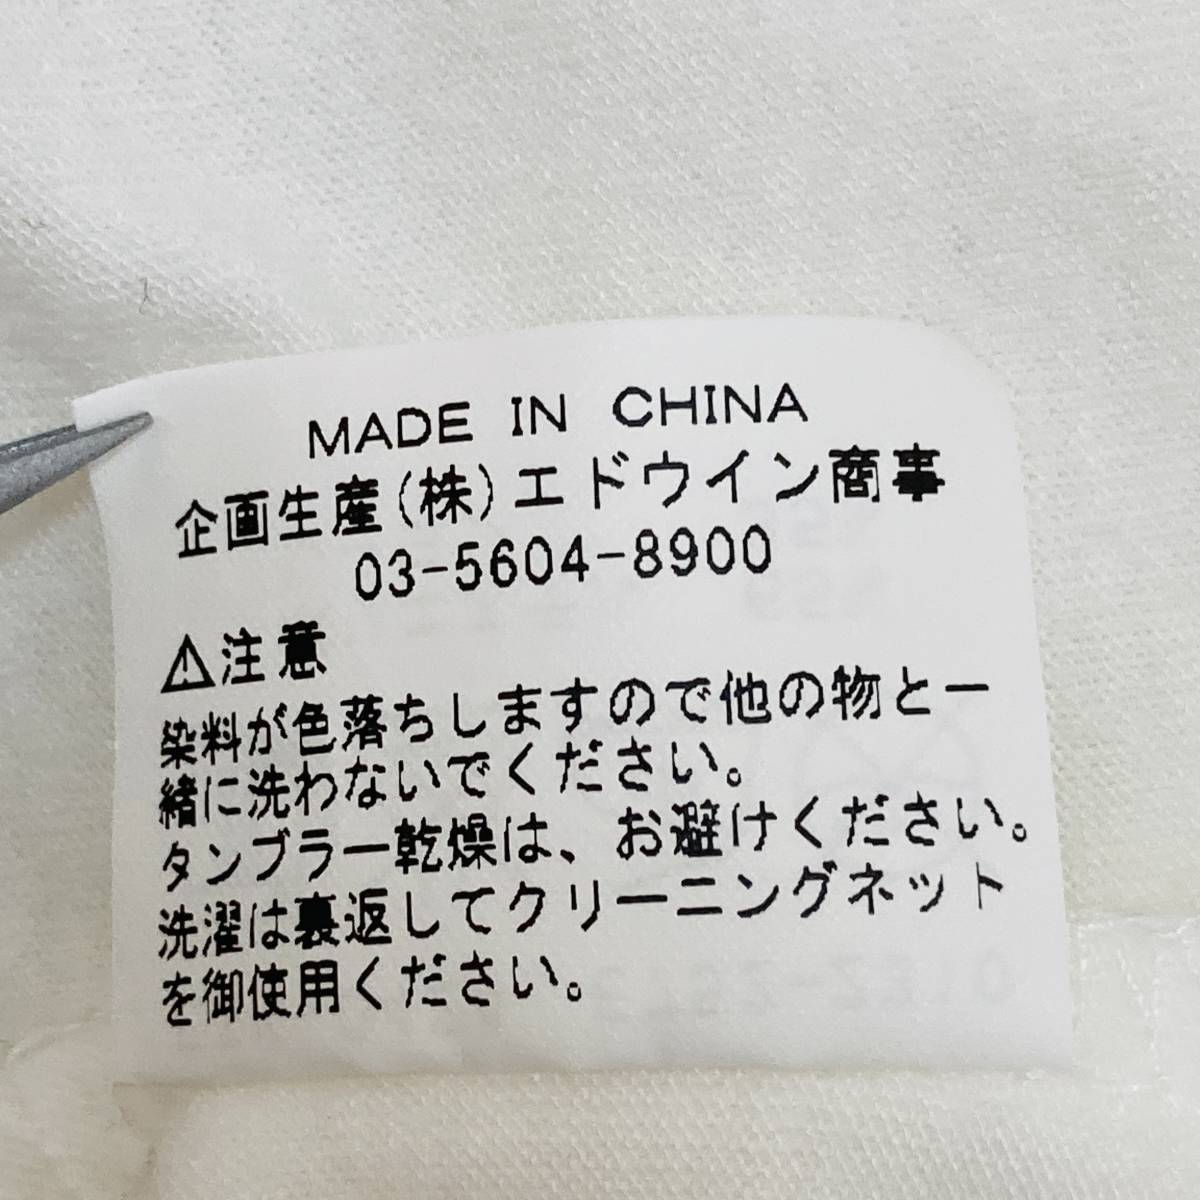 MADE IN CHINA
企画生産(株)エドウイン商事
03-5604-8900
⚠注意
染料が色落ちしますので他の物と一
緒に洗わないでください。
タンブラー乾燥は、お避けください。
洗濯は裏返してクリーニングネット
を御使用ください。